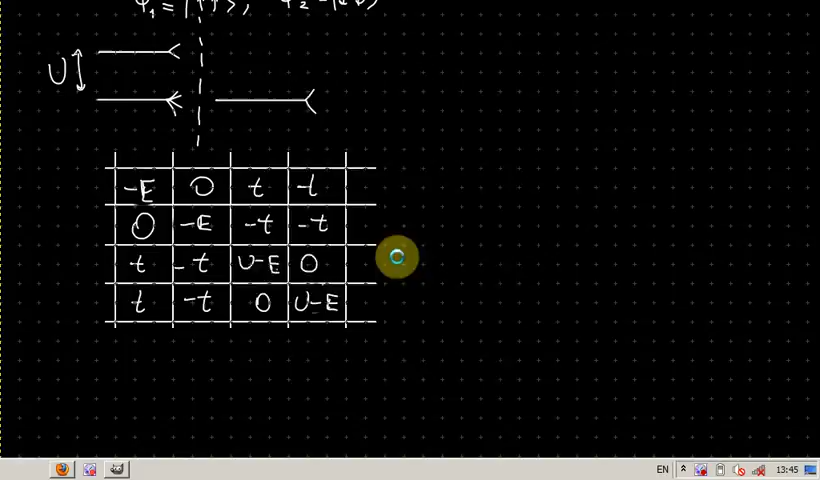 U
-E 0 t t
0 -E -t -t
t -t U-E 0
t -t 0 U-E
EN 13:45